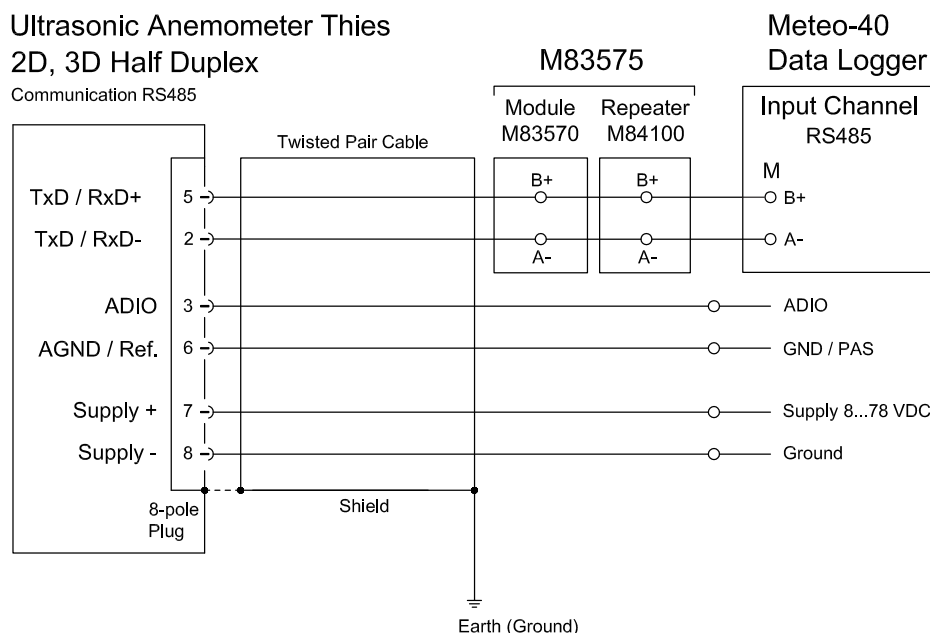 Ultrasonic Anemometer Thies
2D, 3D Half Duplex
Communication RS485
M83575
Meteo-40
Data Logger
Module
M83570
Repeater
M84100
Input Channel
RS485
Twisted Pair Cable
TxD / RxD+
5
B+
B+
M
B+
TxD / RxD-
2
A-
A-
A-
ADIO
3
ADIO
AGND / Ref.
6
GND / PAS
Supply +
7
Supply 8...78 VDC
Supply -
8
Ground
8-pole
Plug
Shield
Earth (Ground)